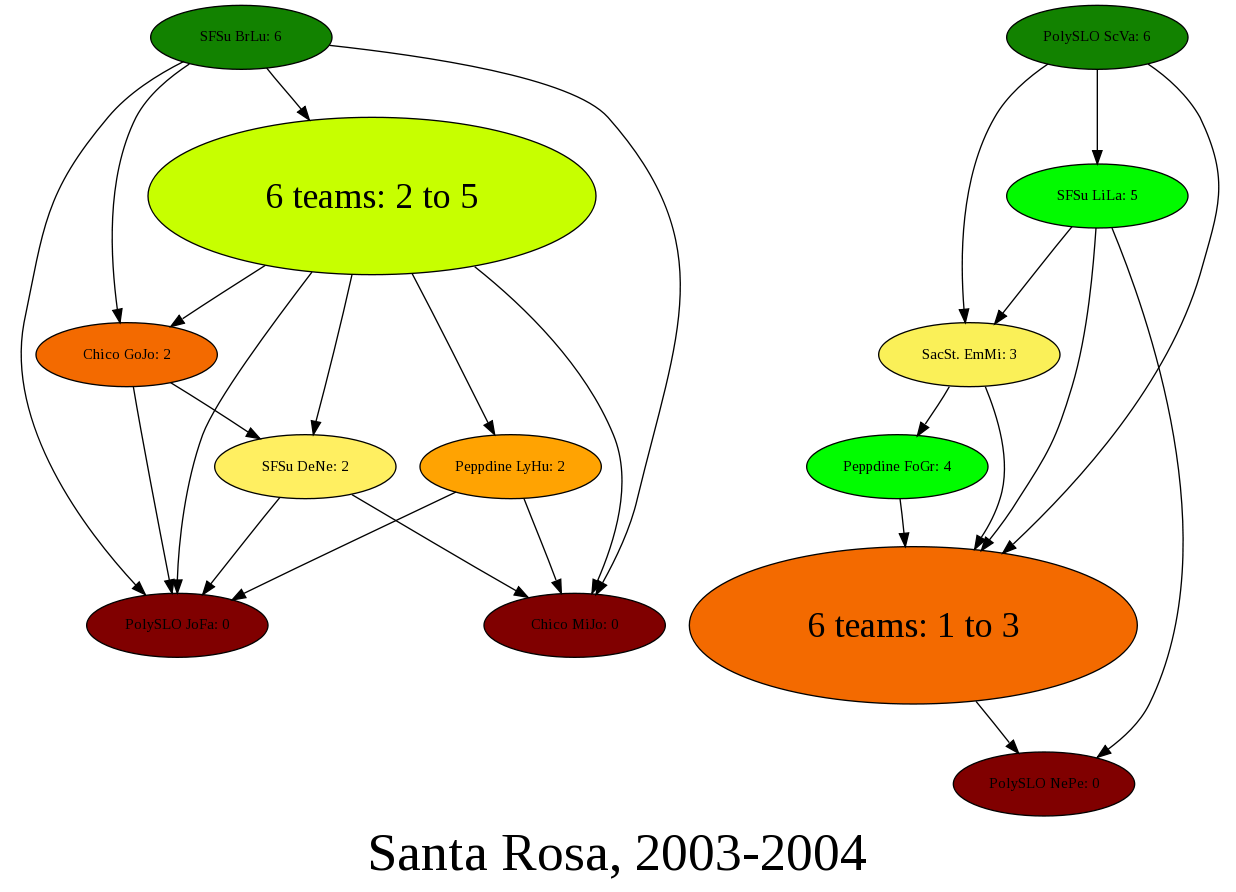 SFSu BrLu: 6
PolySLO ScVa: 6
6 teams: 2 to 5
SFSu LiLa: 5
Chico GoJo: 2
SacSt. EmMi: 3
SFSu DeNe: 2
Peppdine LyHu: 2
Peppdine FoGr: 4
PolySLO JoFa: 0
Chico MiJo: 0
6 teams: 1 to 3
PolySLO NePe: 0
Santa Rosa, 2003-2004